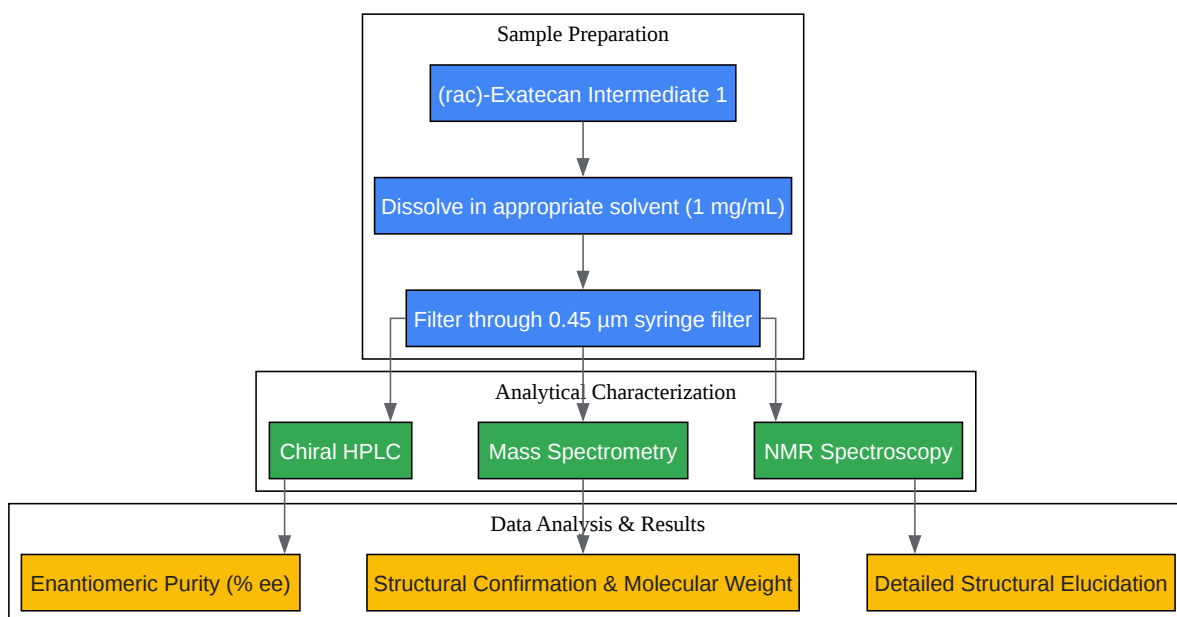 Sample Preparation
(rac)-Exatecan Intermediate 1
Dissolve in appropriate solvent (1 mg/mL)
Filter through 0.45 µm syringe filter
Analytical Characterization
Chiral HPLC
Mass Spectrometry
NMR Spectroscopy
Data Analysis & Results
Enantiomeric Purity (% ee)
Structural Confirmation & Molecular Weight
Detailed Structural Elucidation